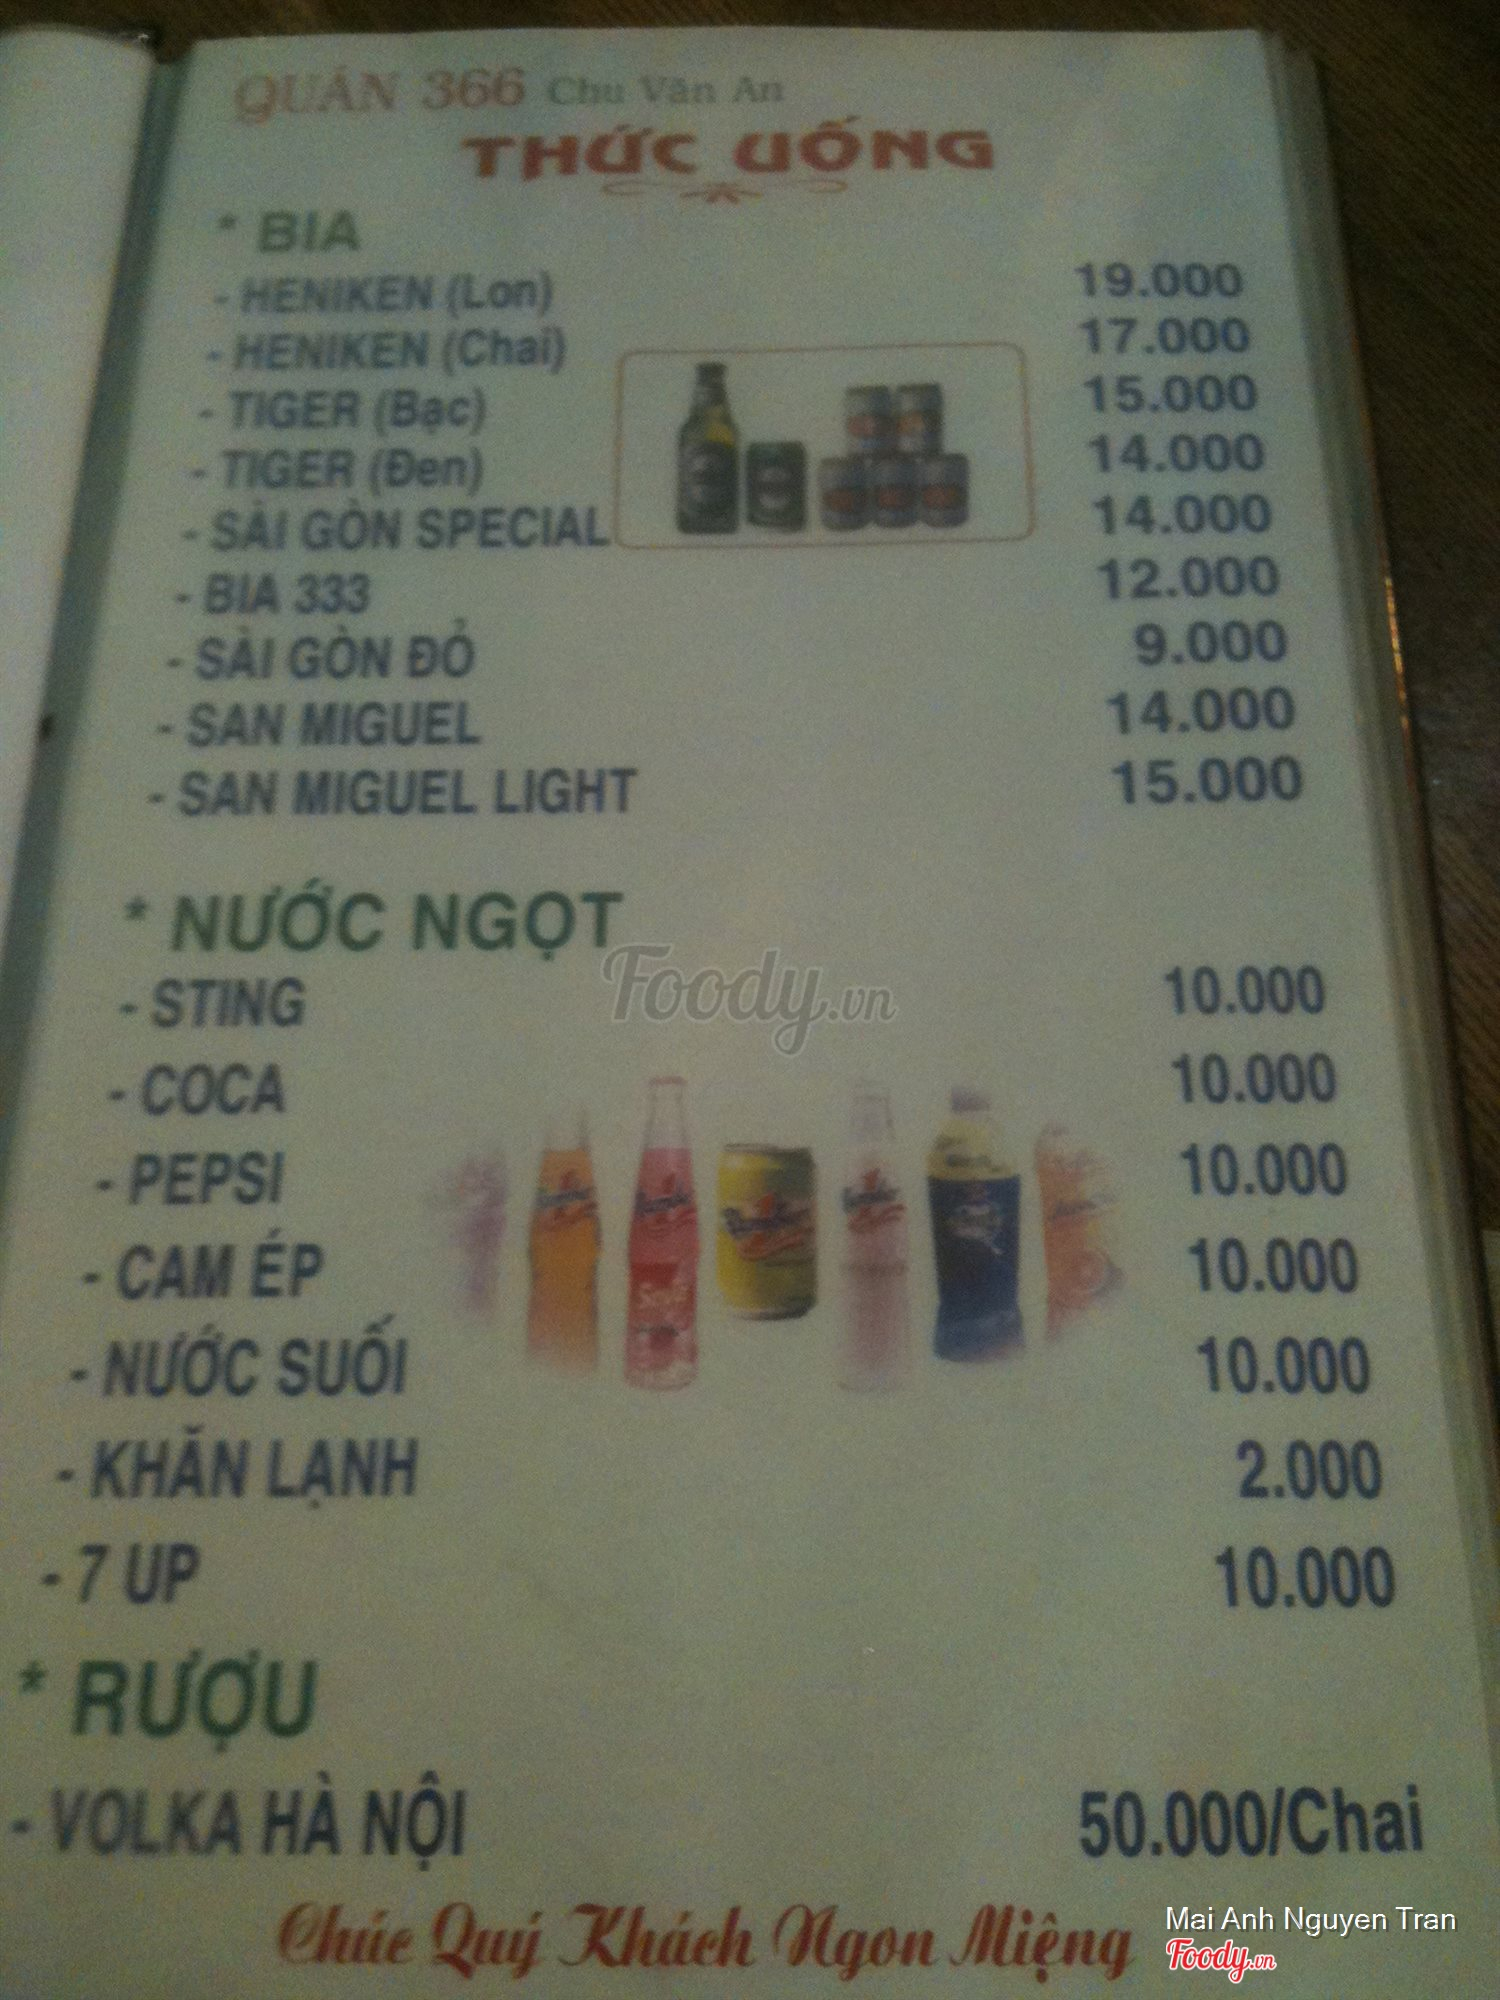 QUÁN 366 Chu Văn An
THỨC UỐNG
* BIA
- HENIKEN (Lon) 19.000
- HENIKEN (Chai) 17.000
- TIGER (Bạc) 15.000
- TIGER (Đen) 14.000
- SÀI GÒN SPECIAL 14.000
- BIA 333 12.000
- SÀI GÒN ĐỎ 9.000
- SAN MIGUEL 14.000
- SAN MIGUEL LIGHT 15.000
* NƯỚC NGỌT
Foody.vn
- STING 10.000
- COCA 10.000
- PEPSI 10.000
- CAM ÉP 10.000
- NƯỚC SUỐI 10.000
- KHĂN LẠNH 2.000
- 7 UP 10.000
* RƯỢU
- VOLKA HÀ NỘI 50.000/Chai
Chúc Quý Khách Ngon Miệng
Mai Anh Nguyen Tran
Foody.vn